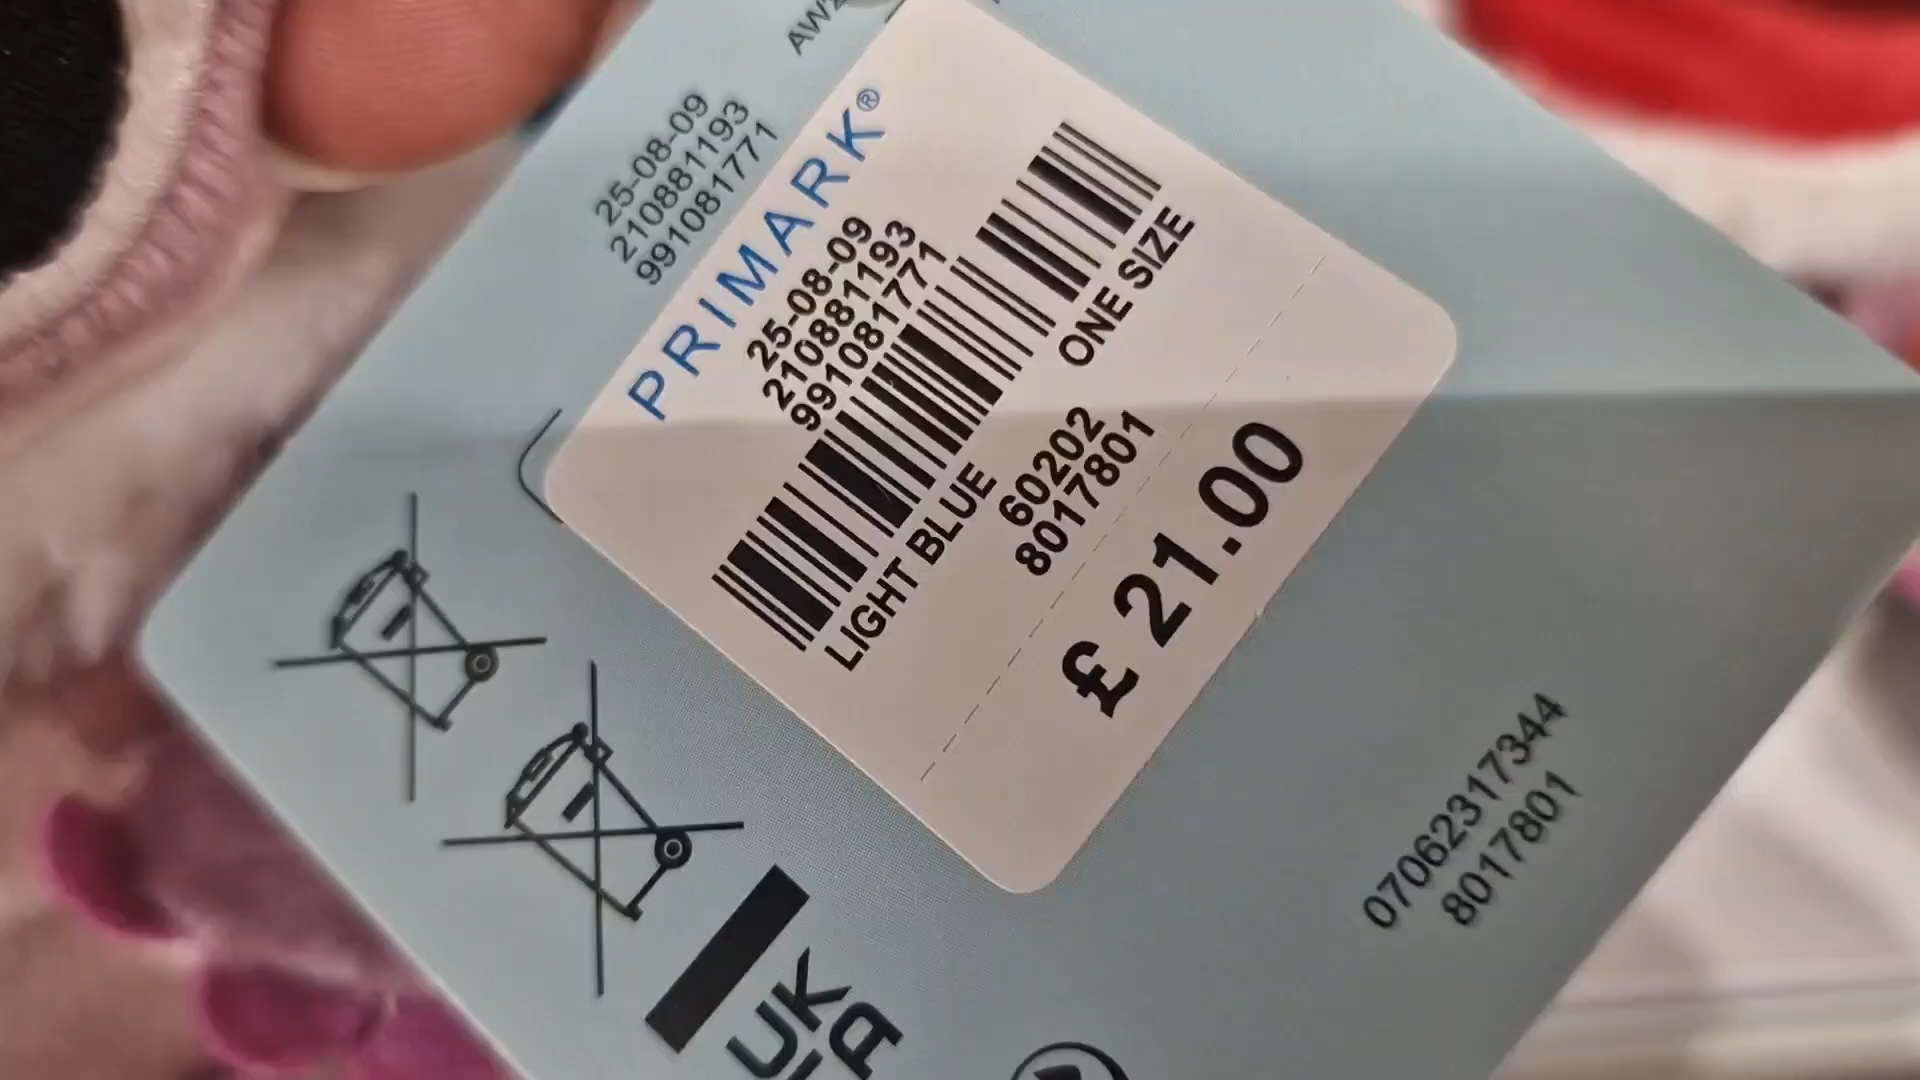 25-08-09
210881193
991081771
PRIMARK®
25-08-09
210881193
991081771
LIGHT BLUE ONE SIZE
60202
8017801
£ 21.00
07062317344
8017801
UK
CA